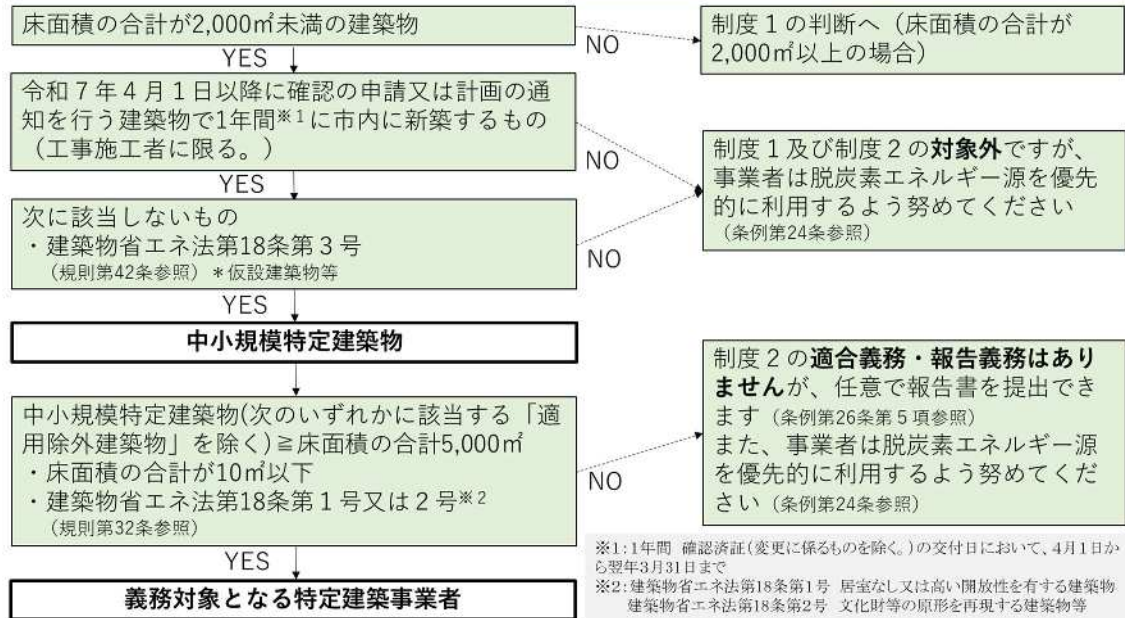 床面積の合計が2,000㎡未満の建築物
NO
制度１の判断へ（床面積の合計が
2,000㎡以上の場合）
YES
令和７年４月１日以降に確認の申請又は計画の通
知を行う建築物で1年間※1に市内に新築するもの
（工事施工者に限る。）
NO
制度１及び制度２の対象外ですが、
事業者は脱炭素エネルギー源を優先
的に利用するよう努めてください
（条例第24条参照）
YES
次に該当しないもの
・建築物省エネ法第18条第３号
（規則第42条参照）＊仮設建築物等
NO
YES
中小規模特定建築物
中小規模特定建築物(次のいずれかに該当する「適
用除外建築物」を除く)≧床面積の合計5,000㎡
・床面積の合計が10㎡以下
・建築物省エネ法第18条第１号又は２号※2
（規則第32条参照）
NO
制度２の適合義務・報告義務はあり
ませんが、任意で報告書を提出でき
ます（条例第26条第５項参照）
また、事業者は脱炭素エネルギー源
を優先的に利用するよう努めてくだ
さい（条例第24条参照）
YES
義務対象となる特定建築事業者
※1：1年間 確認済証（変更に係るものを除く。）の交付日において、4月1日か
ら翌年3月31日まで
※2：建築物省エネ法第18条第1号 居室なし又は高い開放性を有する建築物
建築物省エネ法第18条第2号 文化財等の原形を再現する建築物等